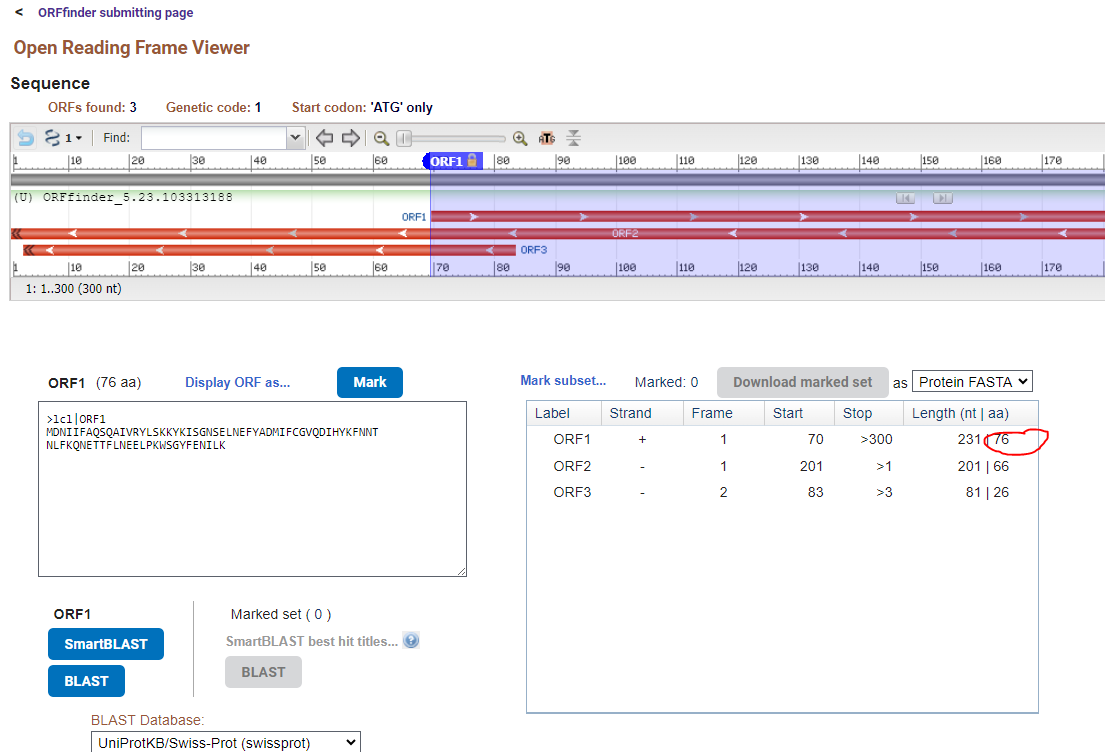 < ORFfinder submitting page
Open Reading Frame Viewer
Sequence
ORFs found: 3 Genetic code: 1 Start codon: 'ATG' only
1 Find: ATG
1 10 20 30 40 50 60 ORF1 80 90 100 110 120 130 140 150 160 170
(U) ORFfinder_5.23.103313188
ORF1
ORF2
ORF3
1 10 20 30 40 50 60 70 80 90 100 110 120 130 140 150 160 170
1: 1..300 (300 nt)
ORF1 (76 aa) Display ORF as... Mark
>lcl|ORF1
MDNIIFAQSQAIVRYLSKKYKISGNSELNEFYADMIFCGVQDIHYKFNNT
NLFKQNETTFLNEELPKWSGYFENILK
Mark subset... Marked: 0 Download marked set as Protein FASTA
Label Strand Frame Start Stop Length (nt | aa)
ORF1 + 1 70 >300 231 | 76
ORF2 - 1 201 >1 201 | 66
ORF3 - 2 83 >3 81 | 26
ORF1
SmartBLAST
BLAST
Marked set ( 0 )
SmartBLAST best hit titles... ?
BLAST
BLAST Database:
UniProtKB/Swiss-Prot (swissprot)